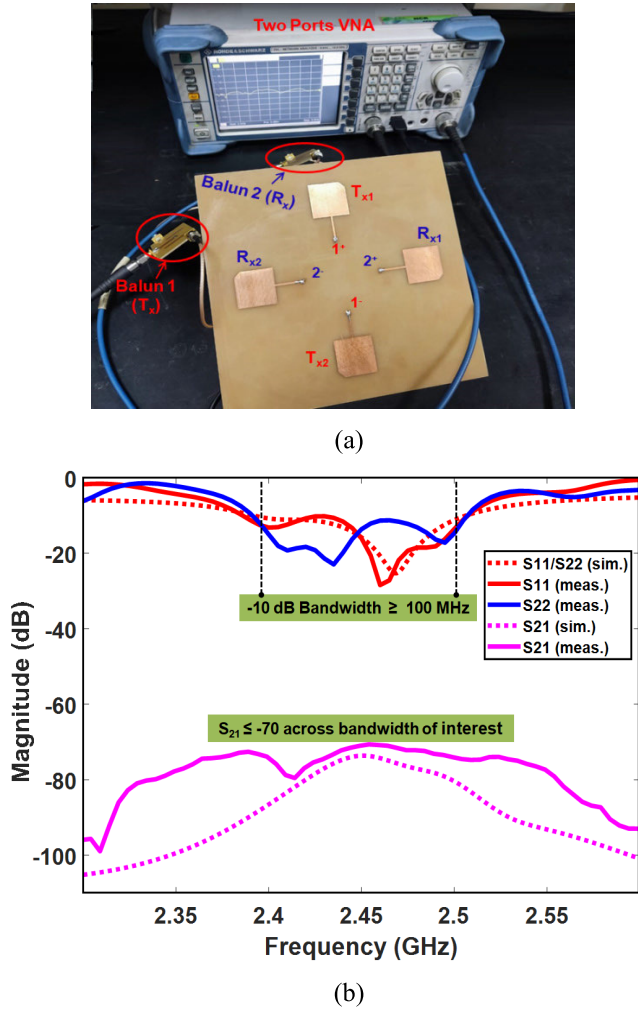 Two Ports VNA
ROHDE&SCHWARZ
Balun 2 (Rx)
Tx1
Rx1
1+
2+
Rx2
2-
Balun 1
(Tx)
1-
Tx2
(a)
0
-20
-40
-60
-80
-100
Magnitude (dB)
S11/S22 (sim.)
S11 (meas.)
S22 (meas.)
S21 (sim.)
S21 (meas.)
-10 dB Bandwidth ≥ 100 MHz
S21 ≤ -70 across bandwidth of interest
2.35
2.4
2.45
2.5
2.55
Frequency (GHz)
(b)